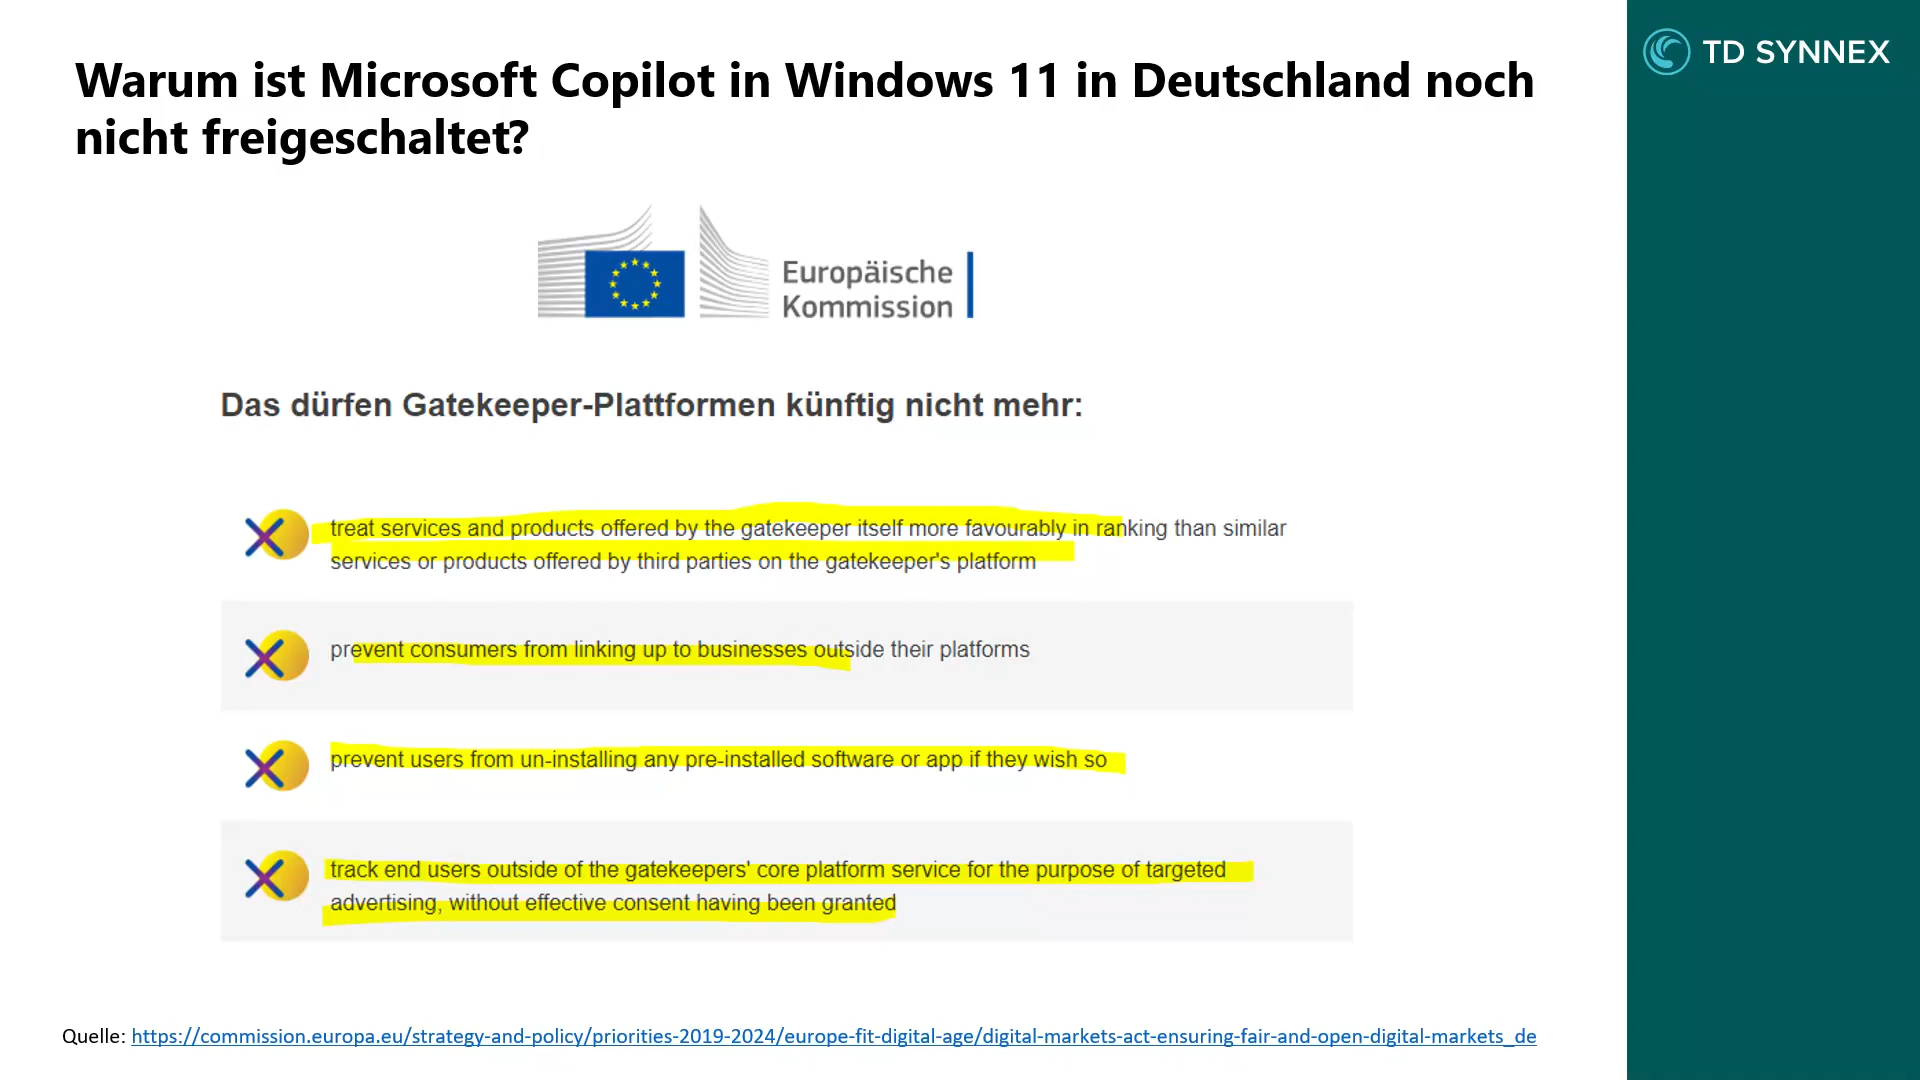 Warum ist Microsoft Copilot in Windows 11 in Deutschland noch
nicht freigeschaltet?
TD SYNNEX
Europäische
Kommission
Das dürfen Gatekeeper-Plattformen künftig nicht mehr:
treat services and products offered by the gatekeeper itself more favourably in ranking than similar
services or products offered by third parties on the gatekeeper's platform
prevent consumers from linking up to businesses outside their platforms
prevent users from un-installing any pre-installed software or app if they wish so
track end users outside of the gatekeepers' core platform service for the purpose of targeted
advertising, without effective consent having been granted
Quelle: https://commission.europa.eu/strategy-and-policy/priorities-2019-2024/europe-fit-digital-age/digital-markets-act-ensuring-fair-and-open-digital-markets_de